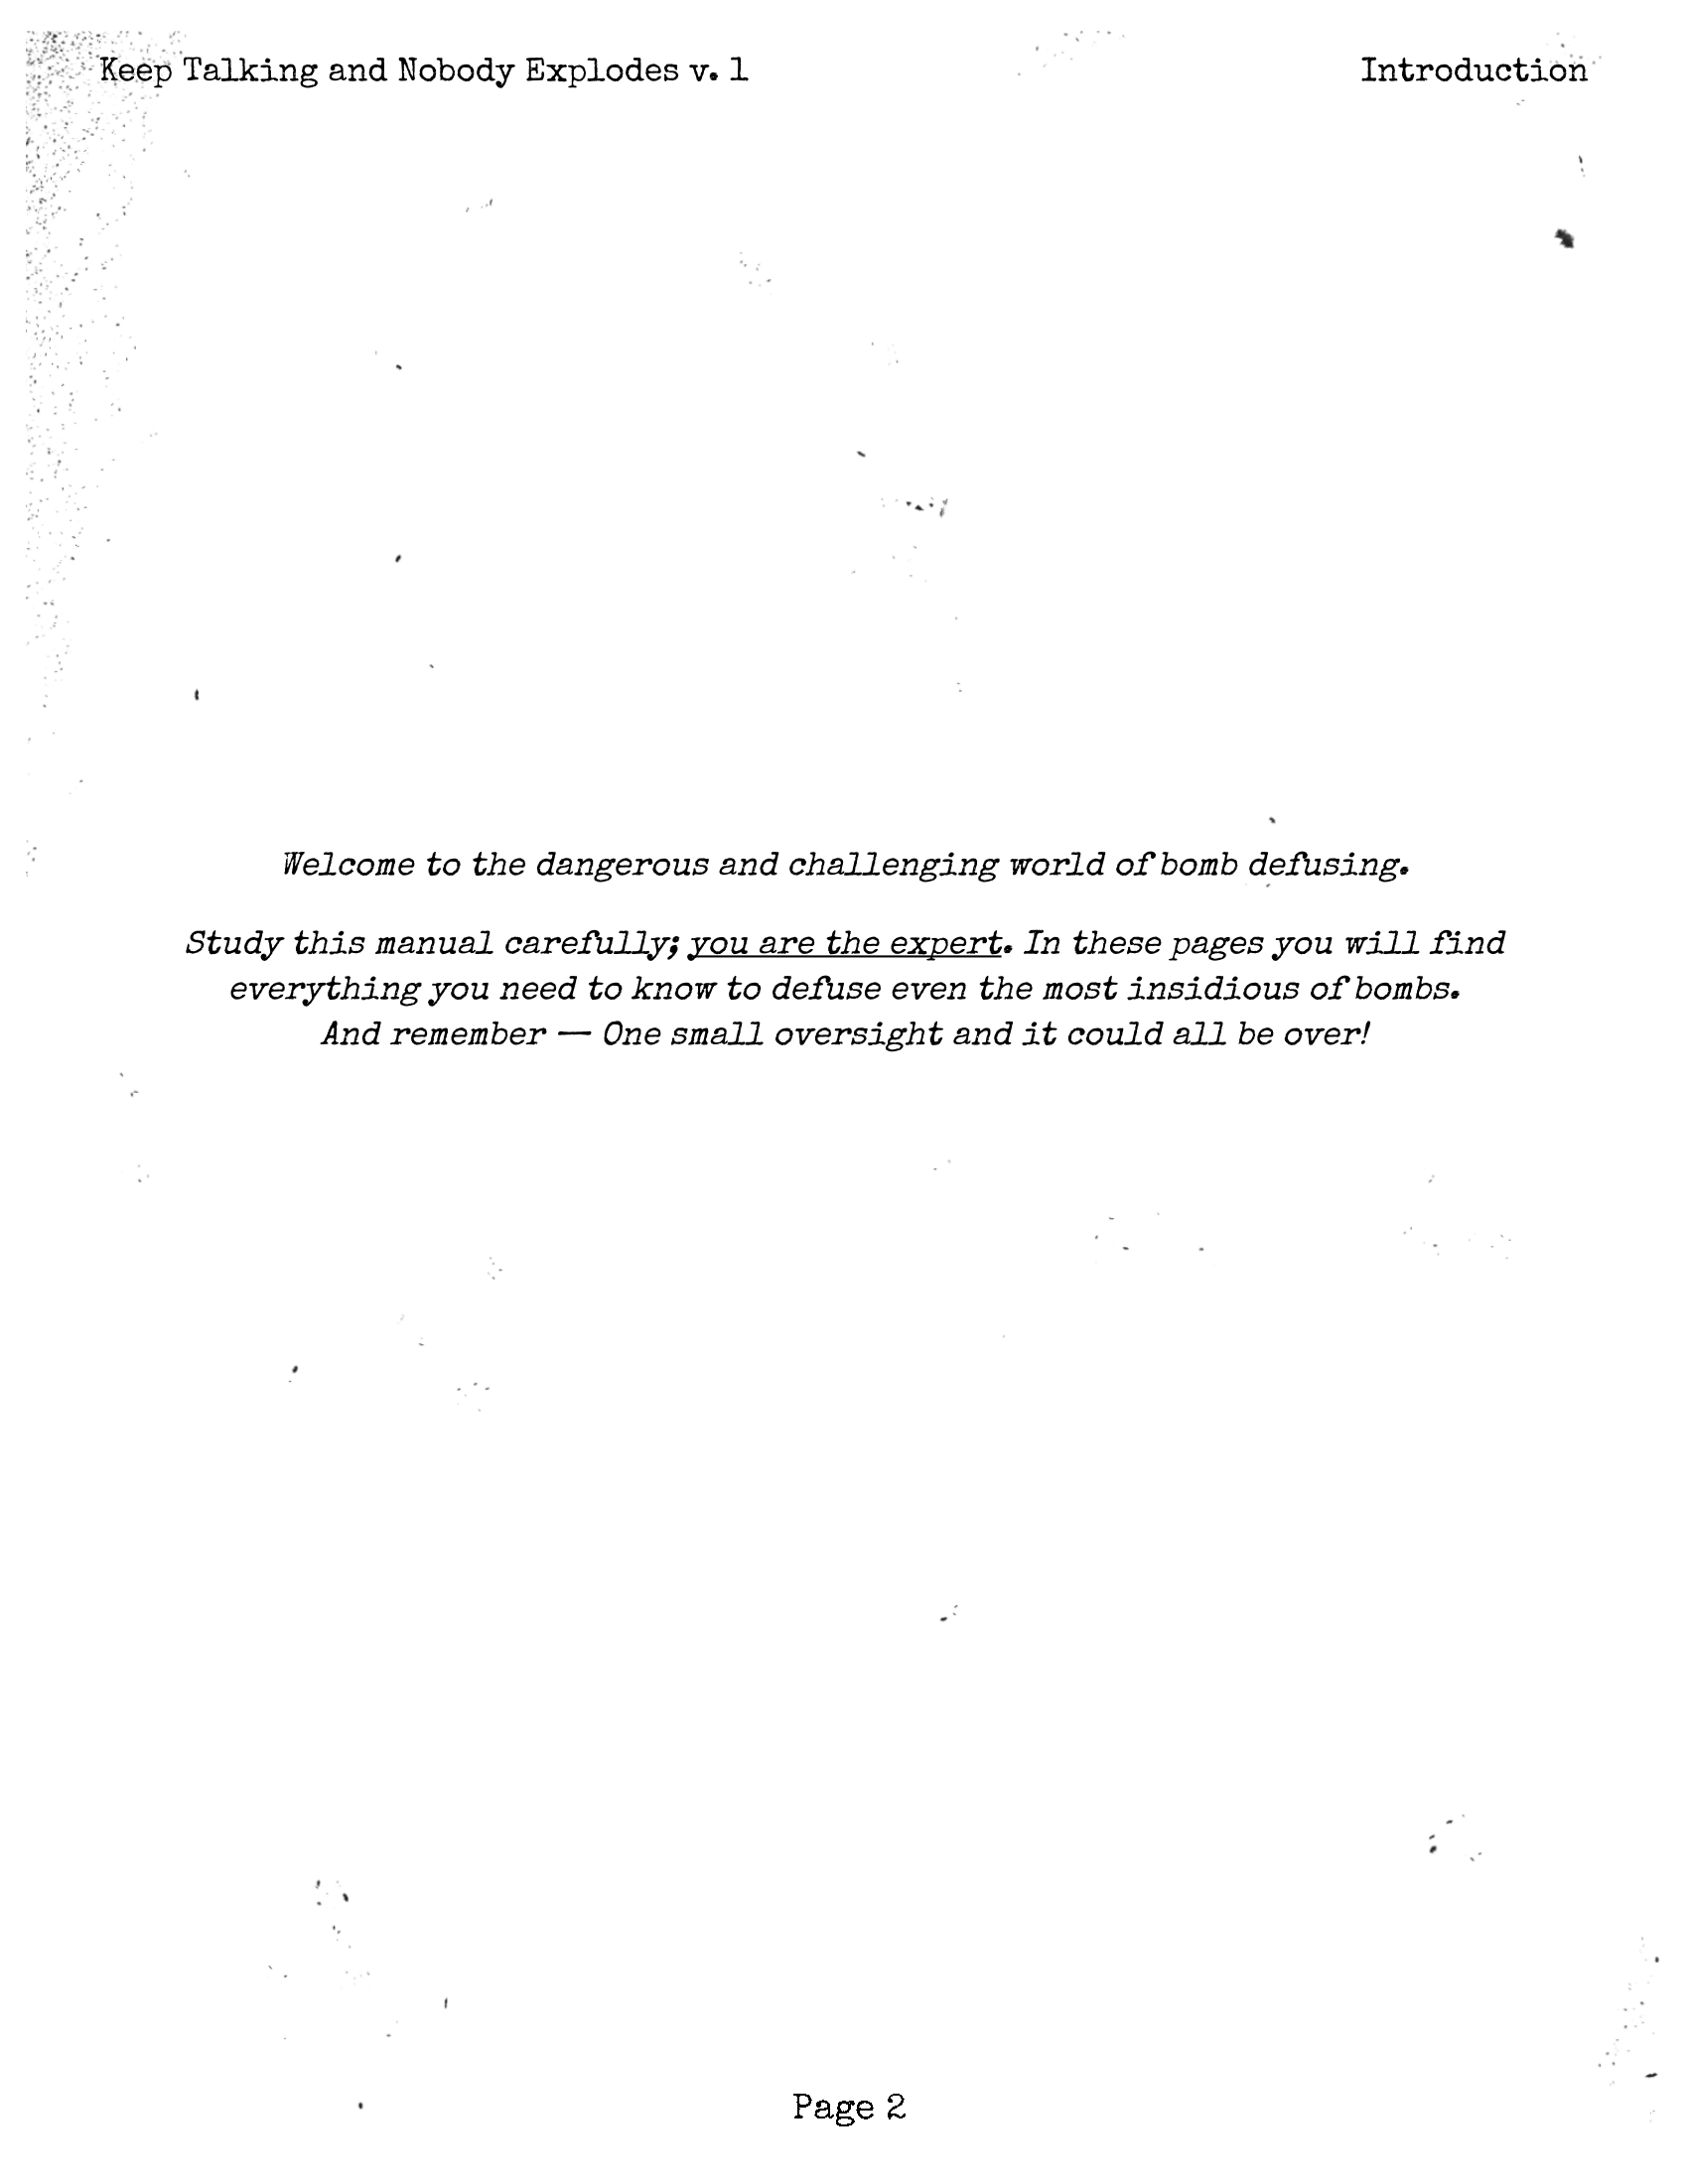 Keep Talking and Nobody Explodes v. 1
Introduction
Welcome to the dangerous and challenging world of bomb defusing.
Study this manual carefully; you are the expert. In these pages you will find
everything you need to know to defuse even the most insidious of bombs.
And remember — One small oversight and it could all be over!
Page 2